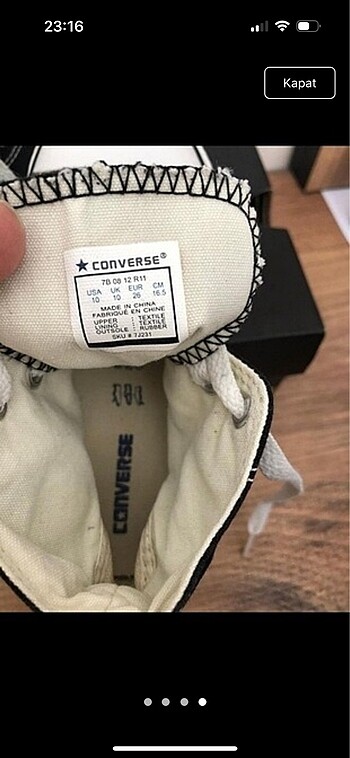 23:16
Kapat
CONVERSE®
7B 08 12 R11
USA UK EUR CM
10 10 26 16.5
MADE IN CHINA
FABRIQUÉ EN CHINE
UPPER : TEXTILE
LINING : TEXTILE
OUTSOLE : RUBBER
SKU # 7J231
CONVERSE